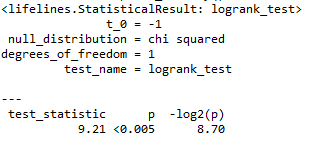 <lifelines.StatisticalResult: logrank_test>
t_0 = -1
null_distribution = chi squared
degrees_of_freedom = 1
test_name = logrank_test
---
test_statistic p -log2(p)
9.21 <0.005 8.70